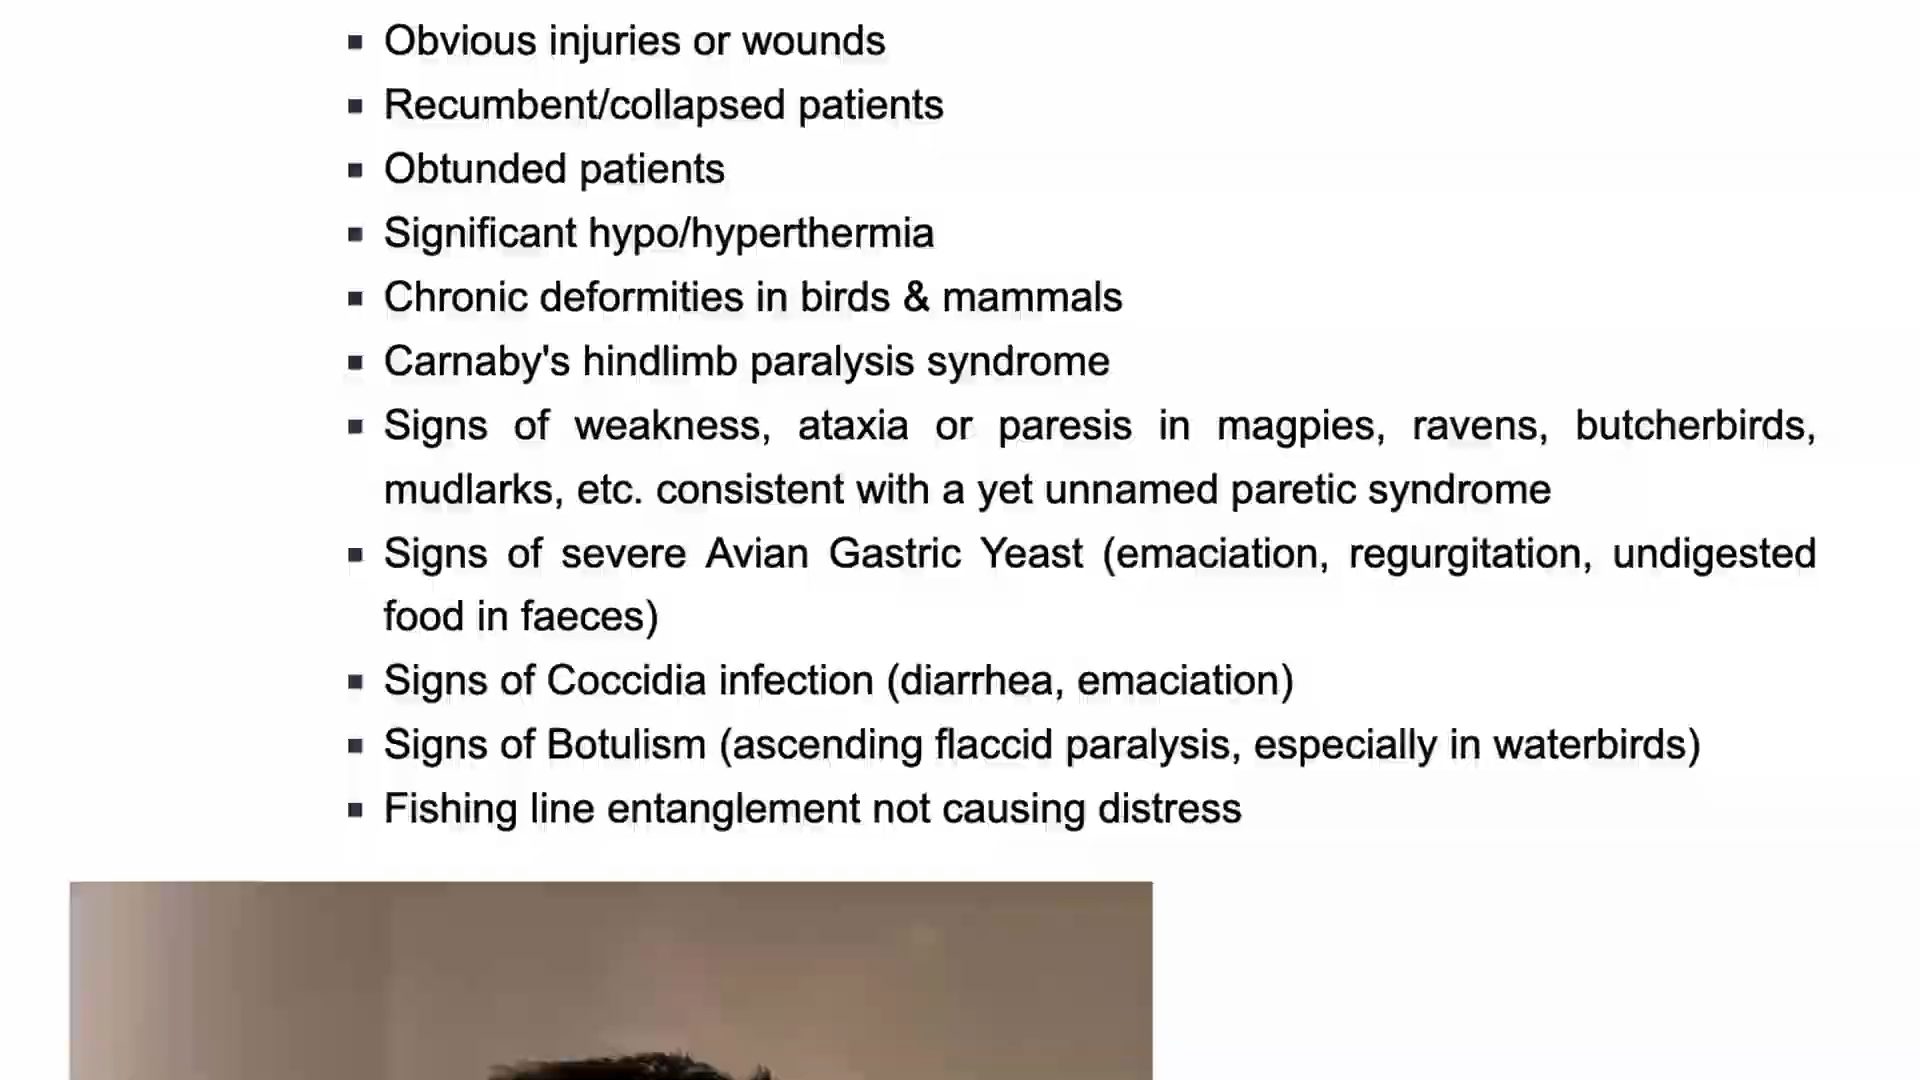 ▪ Obvious injuries or wounds
▪ Recumbent/collapsed patients
▪ Obtunded patients
▪ Significant hypo/hyperthermia
▪ Chronic deformities in birds & mammals
▪ Carnaby's hindlimb paralysis syndrome
▪ Signs of weakness, ataxia or paresis in magpies, ravens, butcherbirds,
mudlarks, etc. consistent with a yet unnamed paretic syndrome
▪ Signs of severe Avian Gastric Yeast (emaciation, regurgitation, undigested
food in faeces)
▪ Signs of Coccidia infection (diarrhea, emaciation)
▪ Signs of Botulism (ascending flaccid paralysis, especially in waterbirds)
▪ Fishing line entanglement not causing distress